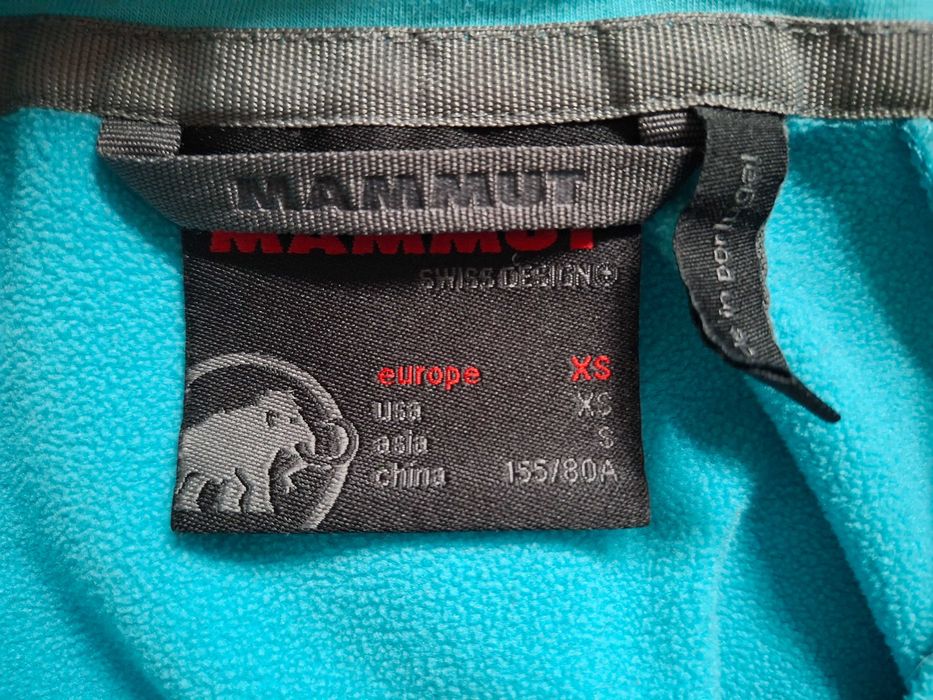 MAMMUT
MAMMUT
SWISS DESIGN
europe XS
usa XS
asia S
china 155/80A
in portugal